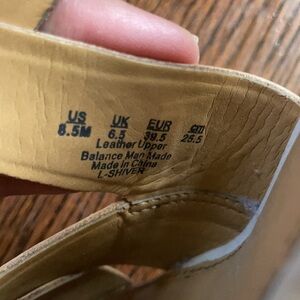 US UK EUR cm
8.5M 6.5 39.5 25.5
Leather Upper
Balance Man Made
Made in China
L-SHIVER